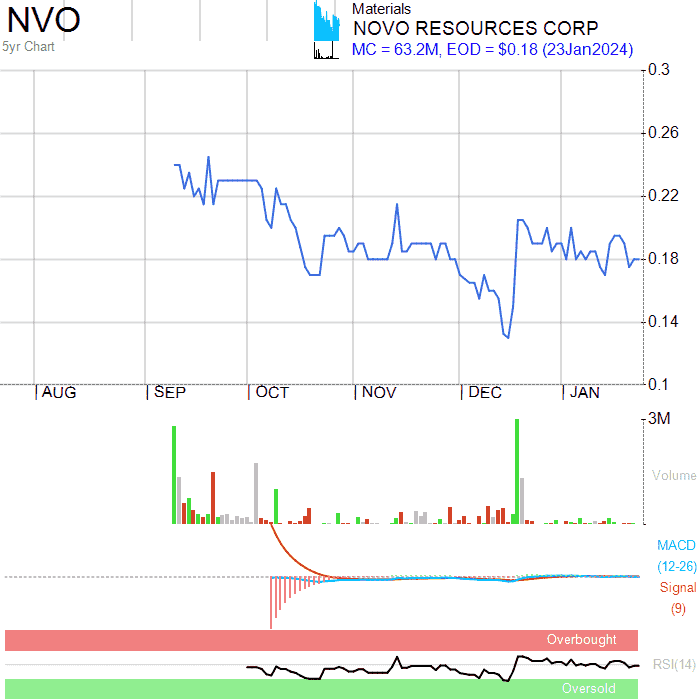 NVO
5yr Chart
Materials
NOVO RESOURCES CORP
MC = 63.2M, EOD = $0.18 (23Jan2024)
0.3
0.26
0.22
0.18
0.14
0.1
AUG SEP OCT NOV DEC JAN
3M
Volume
MACD
(12-26)
Signal
(9)
Overbought
RSI(14)
Oversold